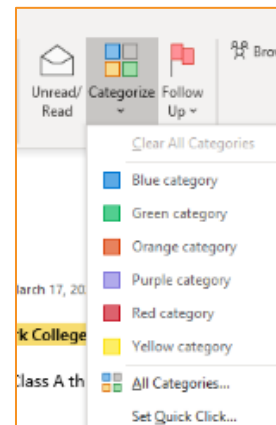 Unread/ Categorize Follow
Read Up
Clear All Categories
Blue category
Green category
Orange category
Purple category
Red category
Yellow category
All Categories...
Set Quick Click...